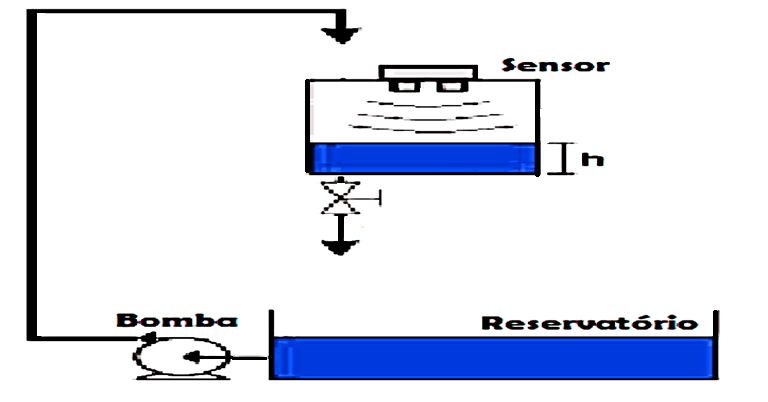 Sensor
h
Bomba
Reservatório